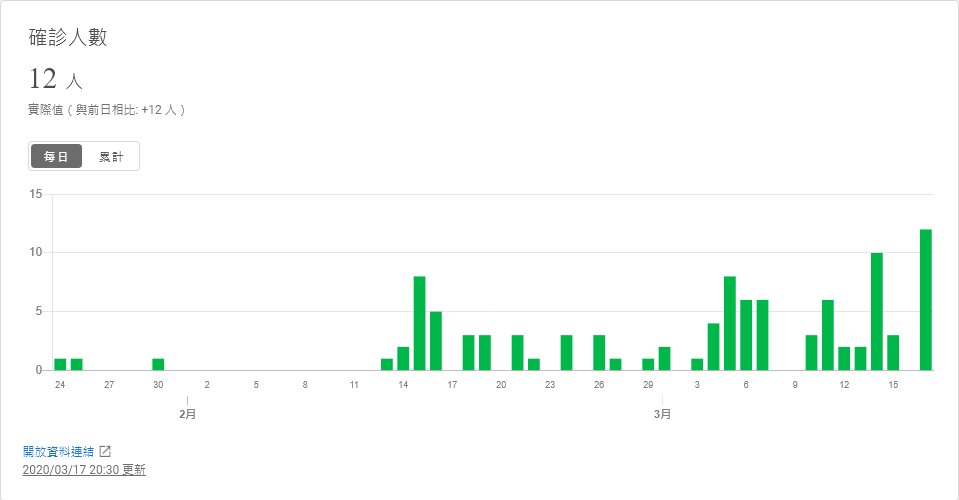 確診人數
12 人
實際值 ( 與前日相比: +12 人 )
每日 累計
15
10
5
0
24 27 30 2 5 8 11 14 17 20 23 26 29 3 6 9 12 15
2月 3月
開放資料連結
2020/03/17 20:30 更新